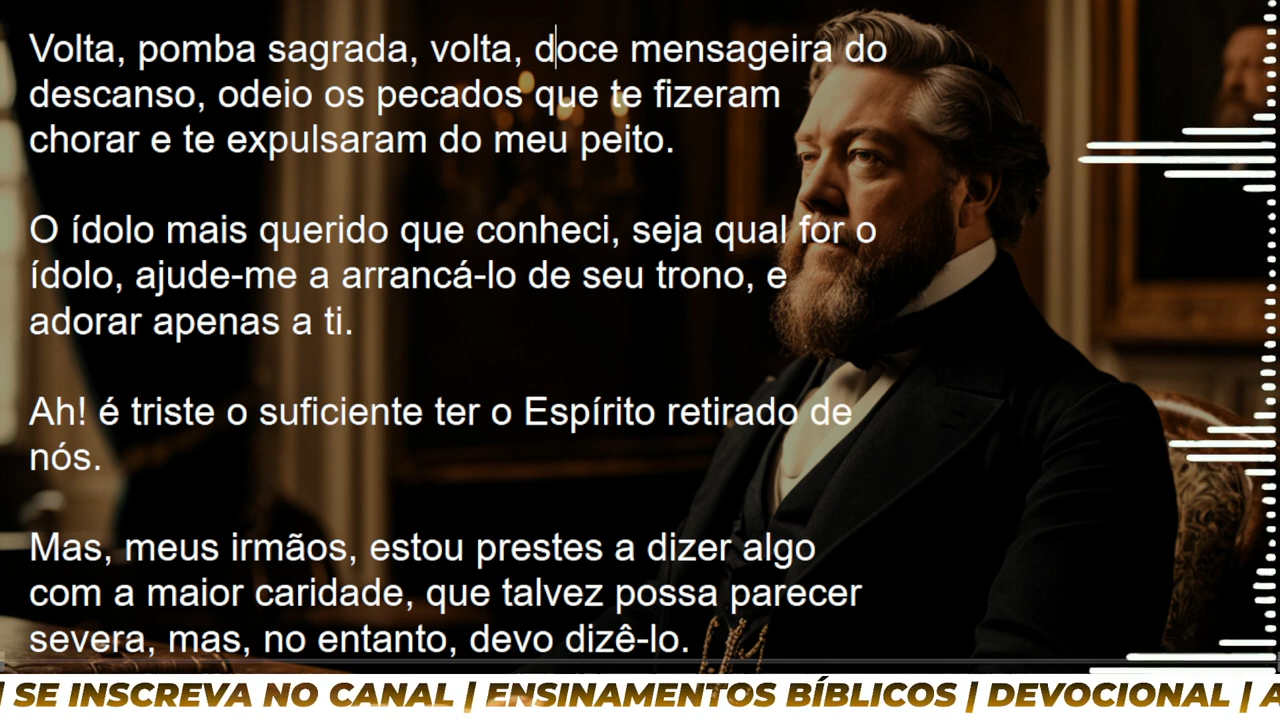 Volta, pomba sagrada, volta, doce mensageira do
descanso, odeio os pecados que te fizeram
chorar e te expulsaram do meu peito.
O ídolo mais querido que conheci, seja qual for o
ídolo, ajude-me a arrancá-lo de seu trono, e
adorar apenas a ti.
Ah! é triste o suficiente ter o Espírito retirado de
nós.
Mas, meus irmãos, estou prestes a dizer algo
com a maior caridade, que talvez possa parecer
severa, mas, no entanto, devo dizê-lo.
| SE INSCREVA NO CANAL | ENSINAMENTOS BÍBLICOS | DEVOCIONAL | A